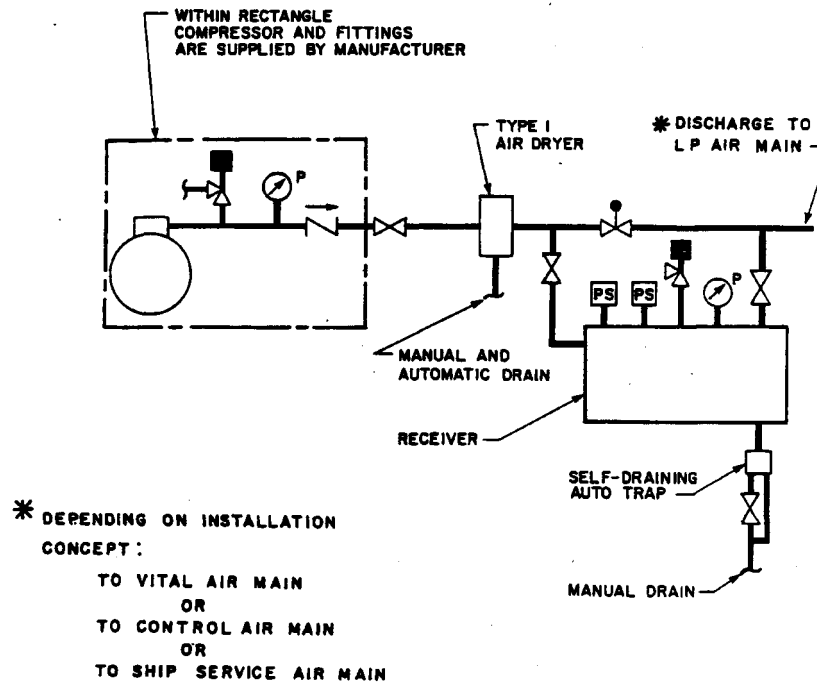 WITHIN RECTANGLE
COMPRESSOR AND FITTINGS
ARE SUPPLIED BY MANUFACTURER
TYPE I
AIR DRYER
* DISCHARGE TO
LP AIR MAIN
P
P
PS
PS
MANUAL AND
AUTOMATIC DRAIN
RECEIVER
SELF-DRAINING
AUTO TRAP
MANUAL DRAIN
* DEPENDING ON INSTALLATION
CONCEPT:
TO VITAL AIR MAIN
OR
TO CONTROL AIR MAIN
OR
TO SHIP SERVICE AIR MAIN